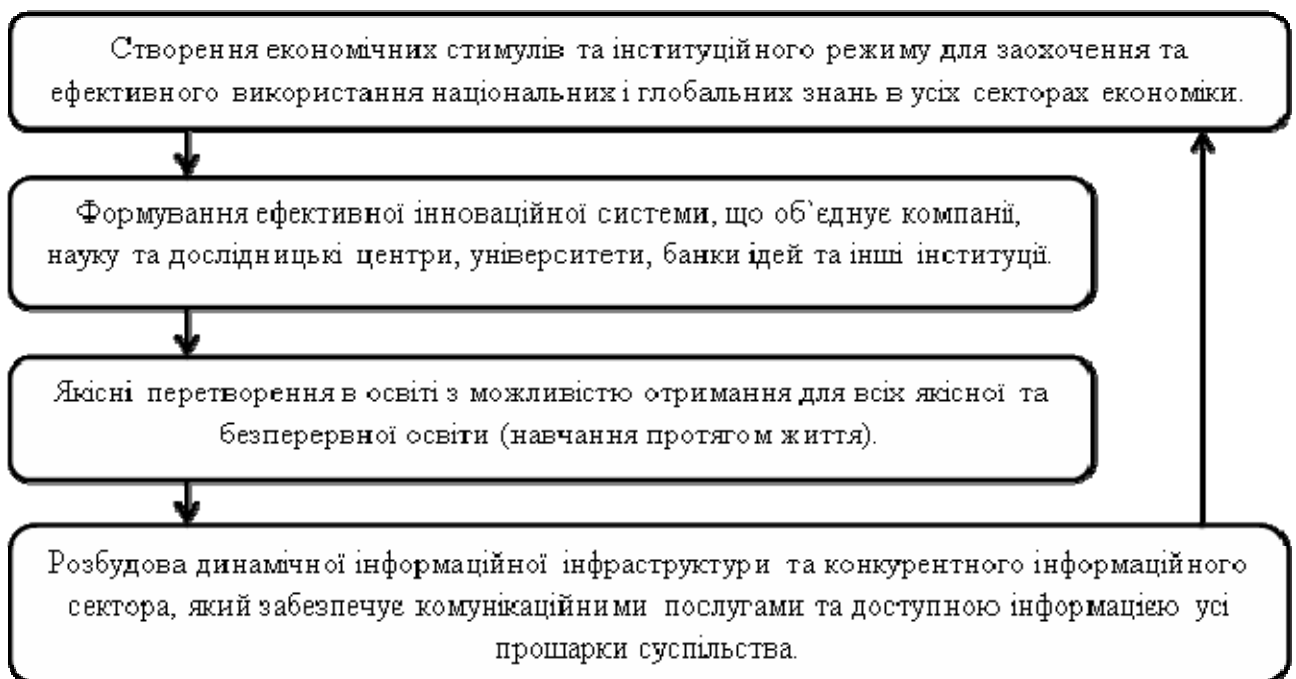 Створення економічних стимулів та інституційного режиму для заохочення та
ефективного використання національних і глобальних знань в усіх секторах економіки.
Формування ефективної інноваційної системи, що об`єднує компанії,
науку та дослідницькі центри, університети, банки ідей та інші інституції.
Якісні перетворення в освіті з можливістю отримання для всіх якісної та
безперервної освіти (навчання протягом життя).
Розбудова динамічної інформаційної інфраструктури та конкурентного інформаційного
сектора, який забезпечує комунікаційними послугами та доступною інформацією усі
прошарки суспільства.